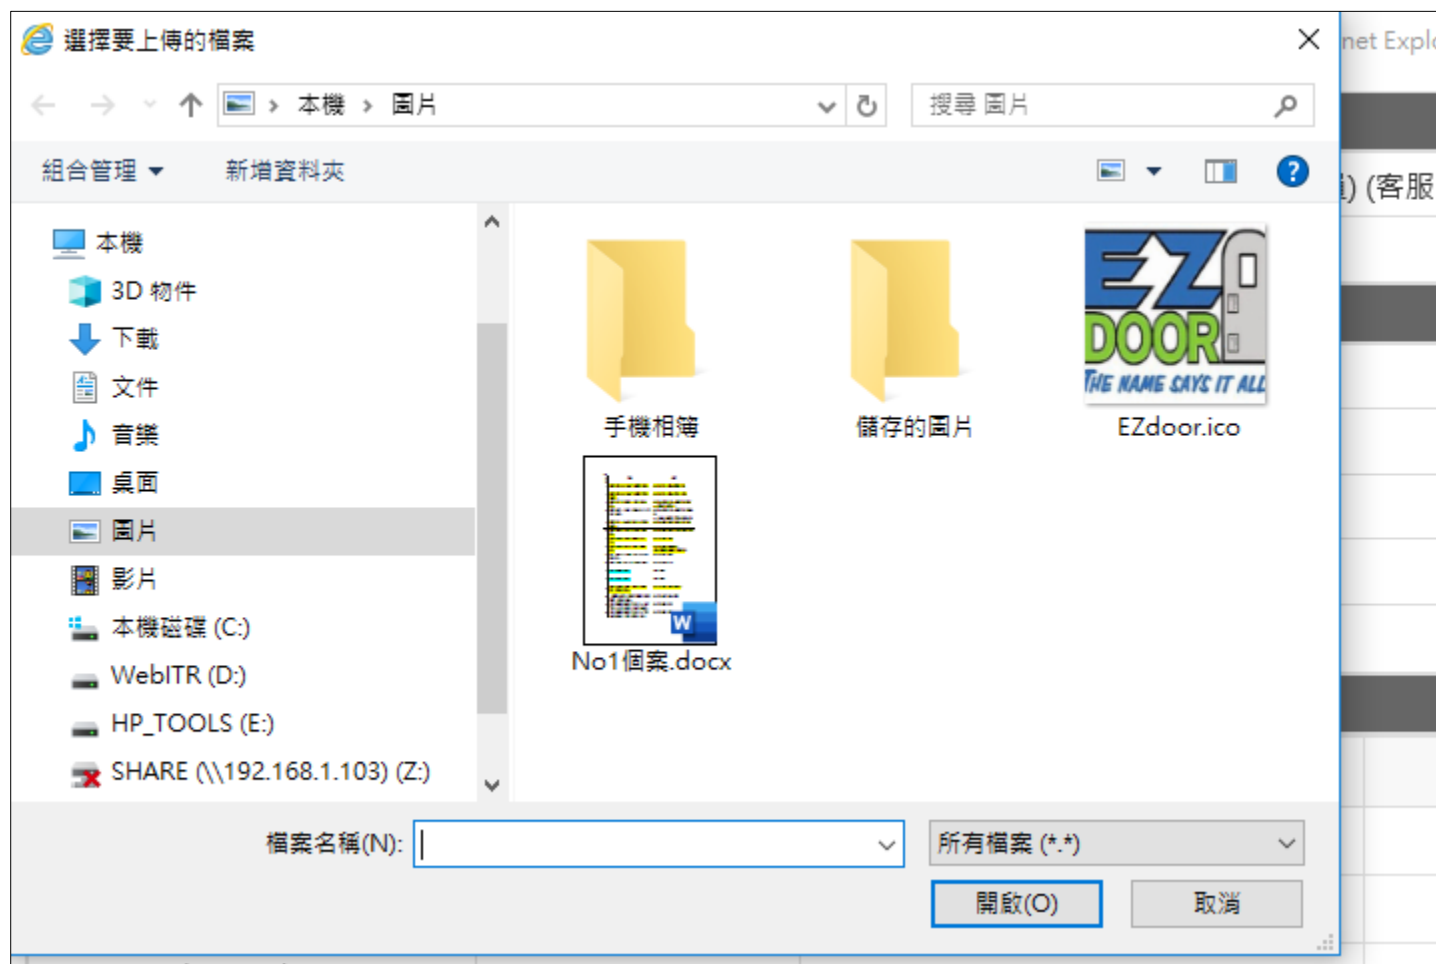 選擇要上傳的檔案
net Explo
本機 > 圖片
搜尋 圖片
組合管理
新增資料夾
) (客服
本機
3D 物件
下載
文件
音樂
桌面
圖片
影片
本機磁碟 (C:)
WebITR (D:)
HP_TOOLS (E:)
SHARE (\\192.168.1.103) (Z:)
手機相簿
儲存的圖片
EZ
DOOR
THE NAME SAYS IT ALL
EZdoor.ico
W
No1個案.docx
檔案名稱(N):
所有檔案 (*.*)
開啟(O)
取消